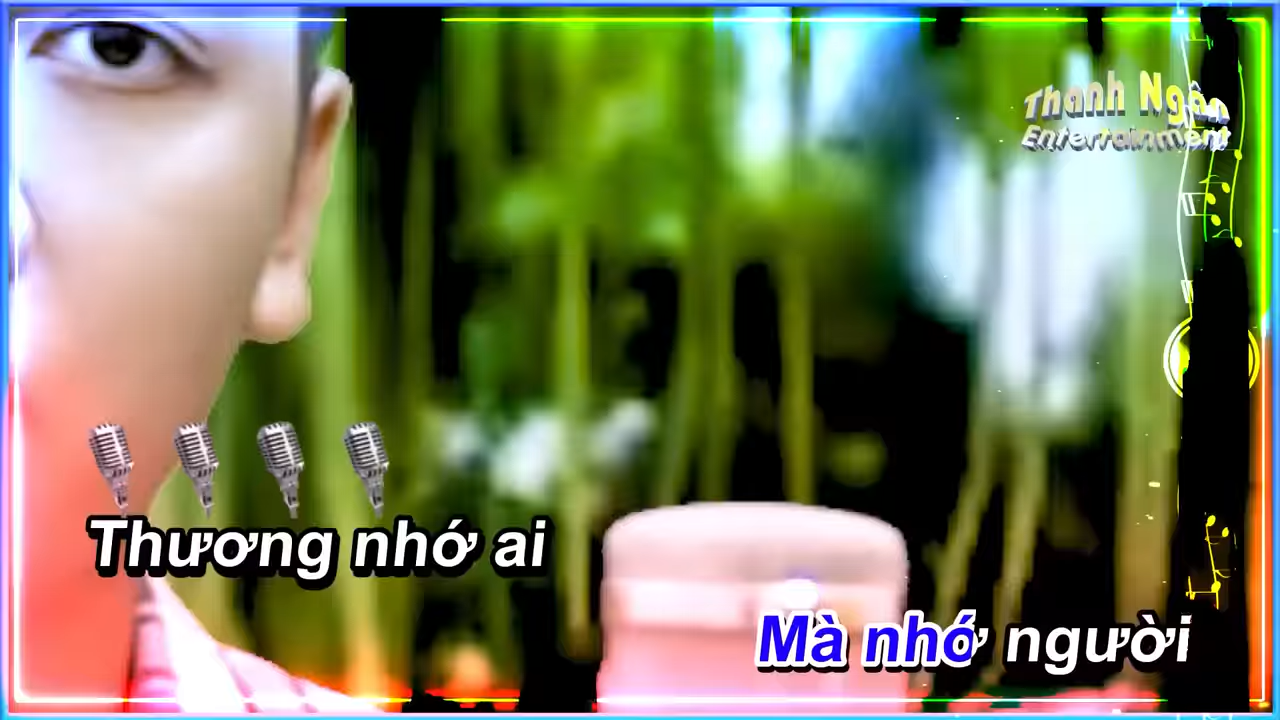 Thanh Ngân
Entertainment
Thương nhớ ai
Mà nhớ người